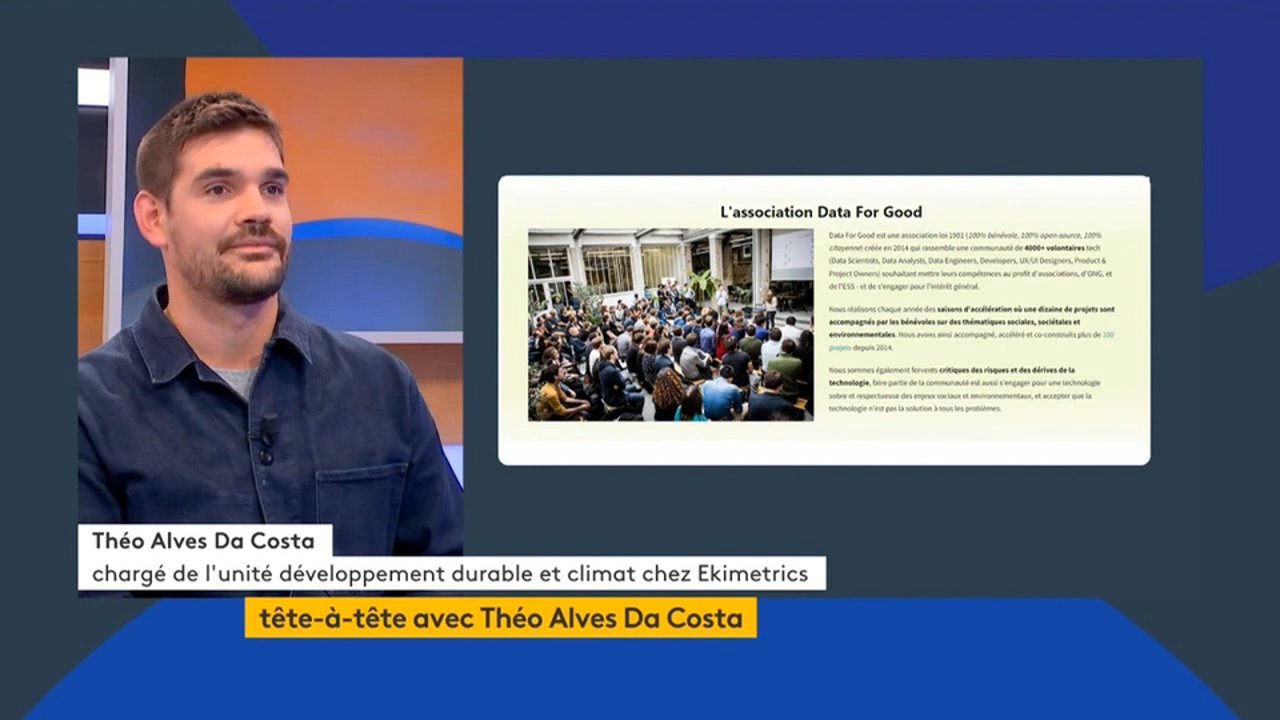 L'association Data For Good
Data For Good est une association loi 1901 (100% bénévole, 100% open-source, 100%
citoyenne) créée en 2014 qui rassemble une communauté de 4000+ volontaires tech
(Data Scientists, Data Analysts, Data Engineers, Developers, UX/UI Designers, Product &
Project Owners) souhaitant mettre leurs compétences au profit d'associations, d'ONG, et
de l'ESS - et de s'engager pour l'intérêt général.
Nous réalisons chaque année des saisons d'accélération où une dizaine de projets sont
accompagnés par les bénévoles sur des thématiques sociales, sociétales et
environnementales. Nous avons ainsi accompagné, accéléré et co-construits plus de 100
projets depuis 2014.
Nous sommes également fervents critiques des risques et des dérives de la
technologie, faire partie de la communauté est aussi s'engager pour une technologie
sobre et respectueuse des enjeux sociaux et environnementaux, et accepter que la
technologie n'est pas la solution à tous les problèmes.
Théo Alves Da Costa
chargé de l'unité développement durable et climat chez Ekimetrics
tête-à-tête avec Théo Alves Da Costa